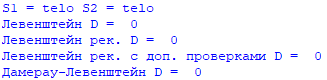 S1 = telo S2 = telo
Левенштейн D =  0
Левенштейн рек. D =  0
Левенштейн рек. с доп. проверками D =  0
Дамерау-Левенштейн D =  0